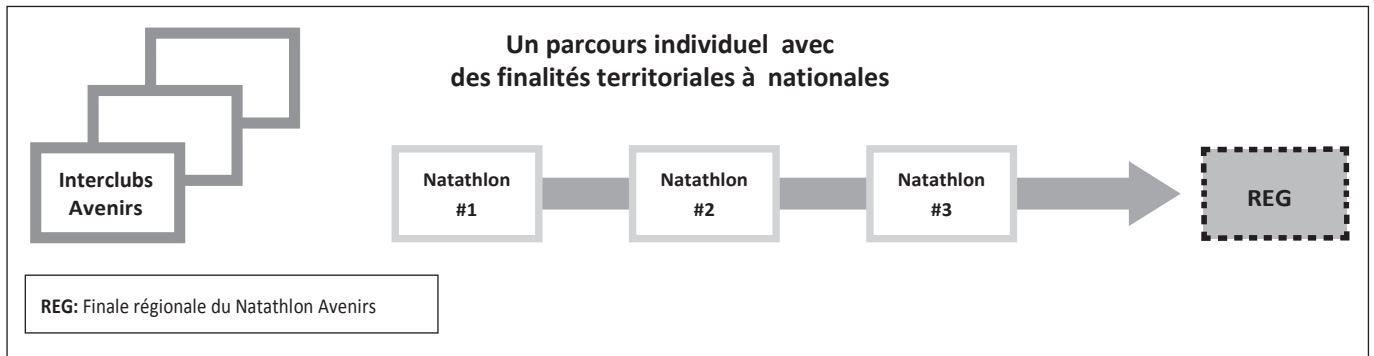 Un parcours individuel avec
des finalités territoriales à nationales
Interclubs
Avenirs
Natathlon
#1
Natathlon
#2
Natathlon
#3
REG
REG: Finale régionale du Natathlon Avenirs